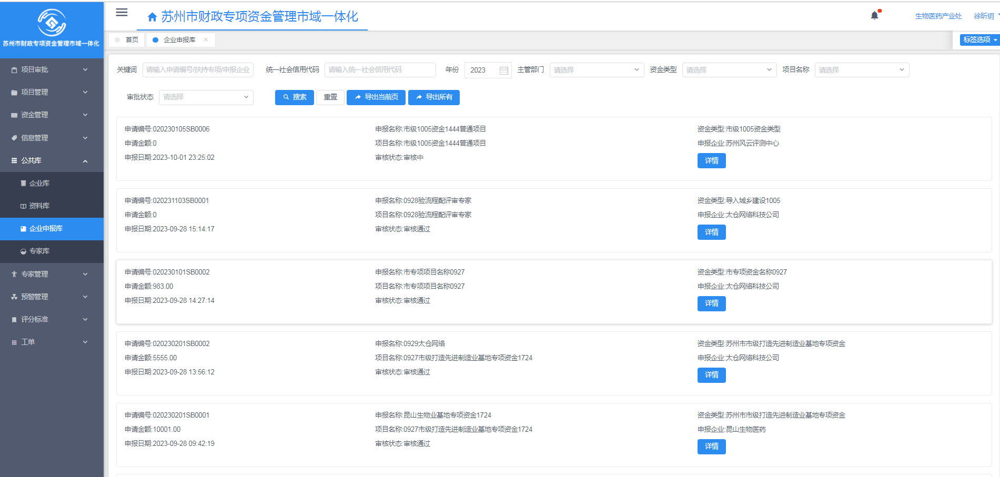 苏州市财政专项资金管理市域一体化
项目审批
项目管理
资金管理
信息管理
公共库
企业库
资料库
企业申报库
专家库
专家管理
预警管理
评分标准
工单
苏州市财政专项资金管理市域一体化
生物医药产业处 徐昕玥
首页 企业申报库 × 标签选项
关键词 请输入申请编号/扶持专项/申报企业 统一社会信用代码 请输入统一社会信用代码 年份 2023 主管部门 请选择 资金类型 请选择 项目名称 请选择
审批状态 请选择 搜索 重置 导出当前页 导出所有
申请编号:020230105SB0006 申报名称:市级1005资金1444普通项目 资金类型:市级1005资金类型
申请金额:0 项目名称:市级1005资金1444普通项目 申报企业:苏州风云评测中心
申报日期:2023-10-01 23:25:02 审核状态:审核中 详情
申请编号:020231103SB0001 申报名称:0928验流程配评审专家 资金类型:导入城乡建设1005
申请金额:0 项目名称:0928验流程配评审专家 申报企业:太仓网络科技公司
申报日期:2023-09-28 15:14:17 审核状态:审核通过 详情
申请编号:020230101SB0002 申报名称:市专项项目名称0927 资金类型:市专项资金名称0927
申请金额:983.00 项目名称:市专项项目名称0927 申报企业:太仓网络科技公司
申报日期:2023-09-28 14:27:14 审核状态:审核通过 详情
申请编号:020230201SB0002 申报名称:0929太仓网络 资金类型:苏州市市级打造先进制造业基地专项资金
申请金额:5555.00 项目名称:0927市级打造先进制造业基地专项资金1724 申报企业:太仓网络科技公司
申报日期:2023-09-28 13:56:12 审核状态:审核通过 详情
申请编号:020230201SB0001 申报名称:昆山生物业基地专项资金1724 资金类型:苏州市市级打造先进制造业基地专项资金
申请金额:10001.00 项目名称:0927市级打造先进制造业基地专项资金1724 申报企业:昆山生物医药
申报日期:2023-09-28 09:42:19 审核状态:审核通过 详情